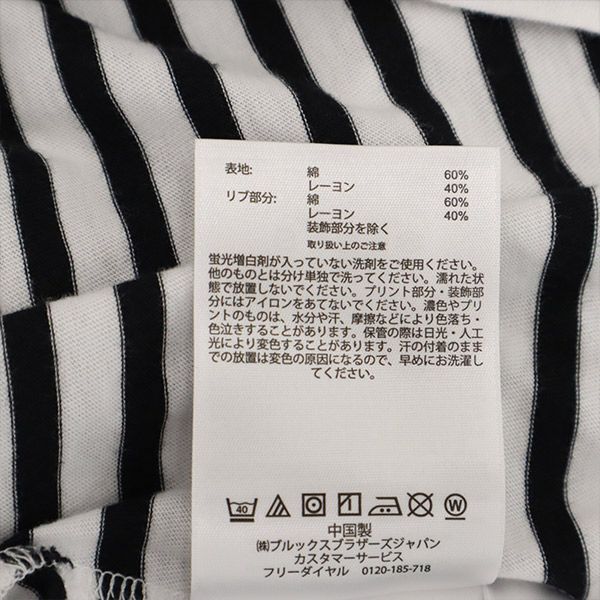 表地: 綿 60%
レーヨン 40%
リブ部分: 綿 60%
レーヨン 40%
装飾部分を除く
取り扱い上のご注意
蛍光増白剤が入っていない洗剤をご使用ください。
他のものとは分け単独で洗ってください。濡れた状
態で放置しないでください。プリント部分・装飾部
分にはアイロンをあてないでください。濃色やプリ
ントのものは、水分や汗、摩擦などにより色落ち・
色泣きすることがあります。保管の際は日光・人工
光により変色することがあります。汗の付着のまま
での放置は変色の原因になるので、早めにお洗濯し
てください。
40 W
中国製
㈱ブルックスブラザーズジャパン
カスタマーサービス
フリーダイヤル 0120-185-718